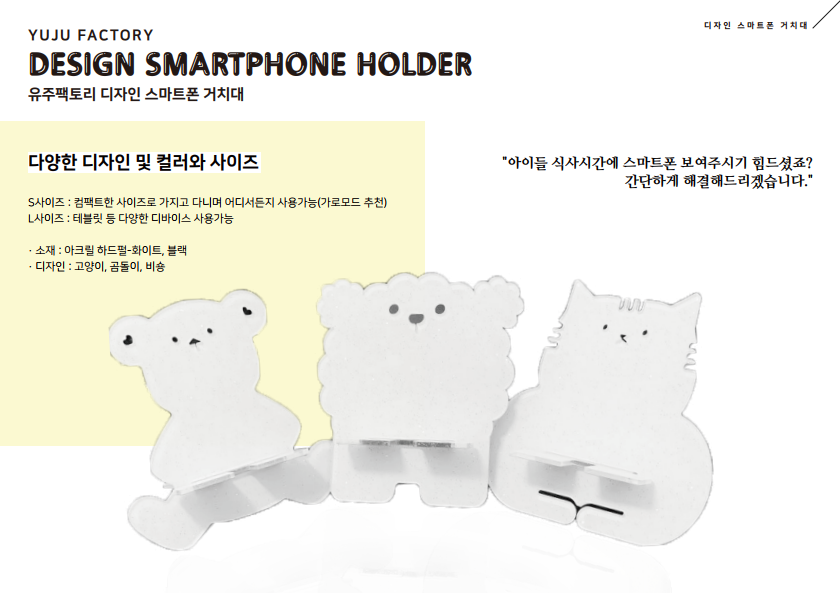 디자인 스마트폰 거치대
YUJU FACTORY
DESIGN SMARTPHONE HOLDER
유주팩토리 디자인 스마트폰 거치대
다양한 디자인 및 컬러와 사이즈
S사이즈 : 컴팩트한 사이즈로 가지고 다니며 어디서든지 사용가능(가로모드 추천)
L사이즈 : 테블릿 등 다양한 디바이스 사용가능
· 소재 : 아크릴 하드펄-화이트, 블랙
· 디자인 : 고양이, 곰돌이, 비숑
"아이들 식사시간에 스마트폰 보여주시기 힘드셨죠?
간단하게 해결해드리겠습니다."